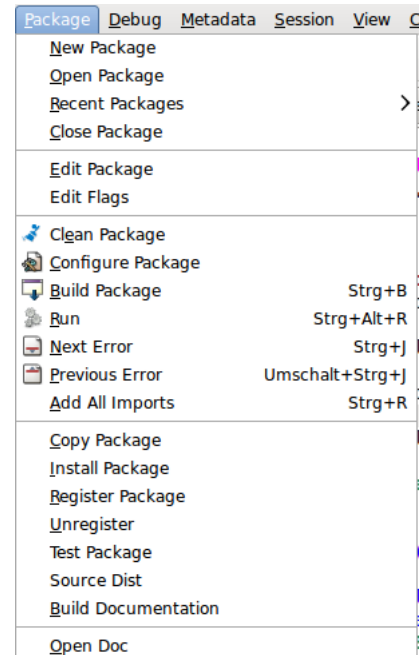 Package Debug Metadata Session View
New Package
Open Package
Recent Packages
Close Package
Edit Package
Edit Flags
Clean Package
Configure Package
Build Package Strg+B
Run Strg+Alt+R
Next Error Strg+J
Previous Error Umschalt+Strg+J
Add All Imports Strg+R
Copy Package
Install Package
Register Package
Unregister
Test Package
Source Dist
Build Documentation
Open Doc